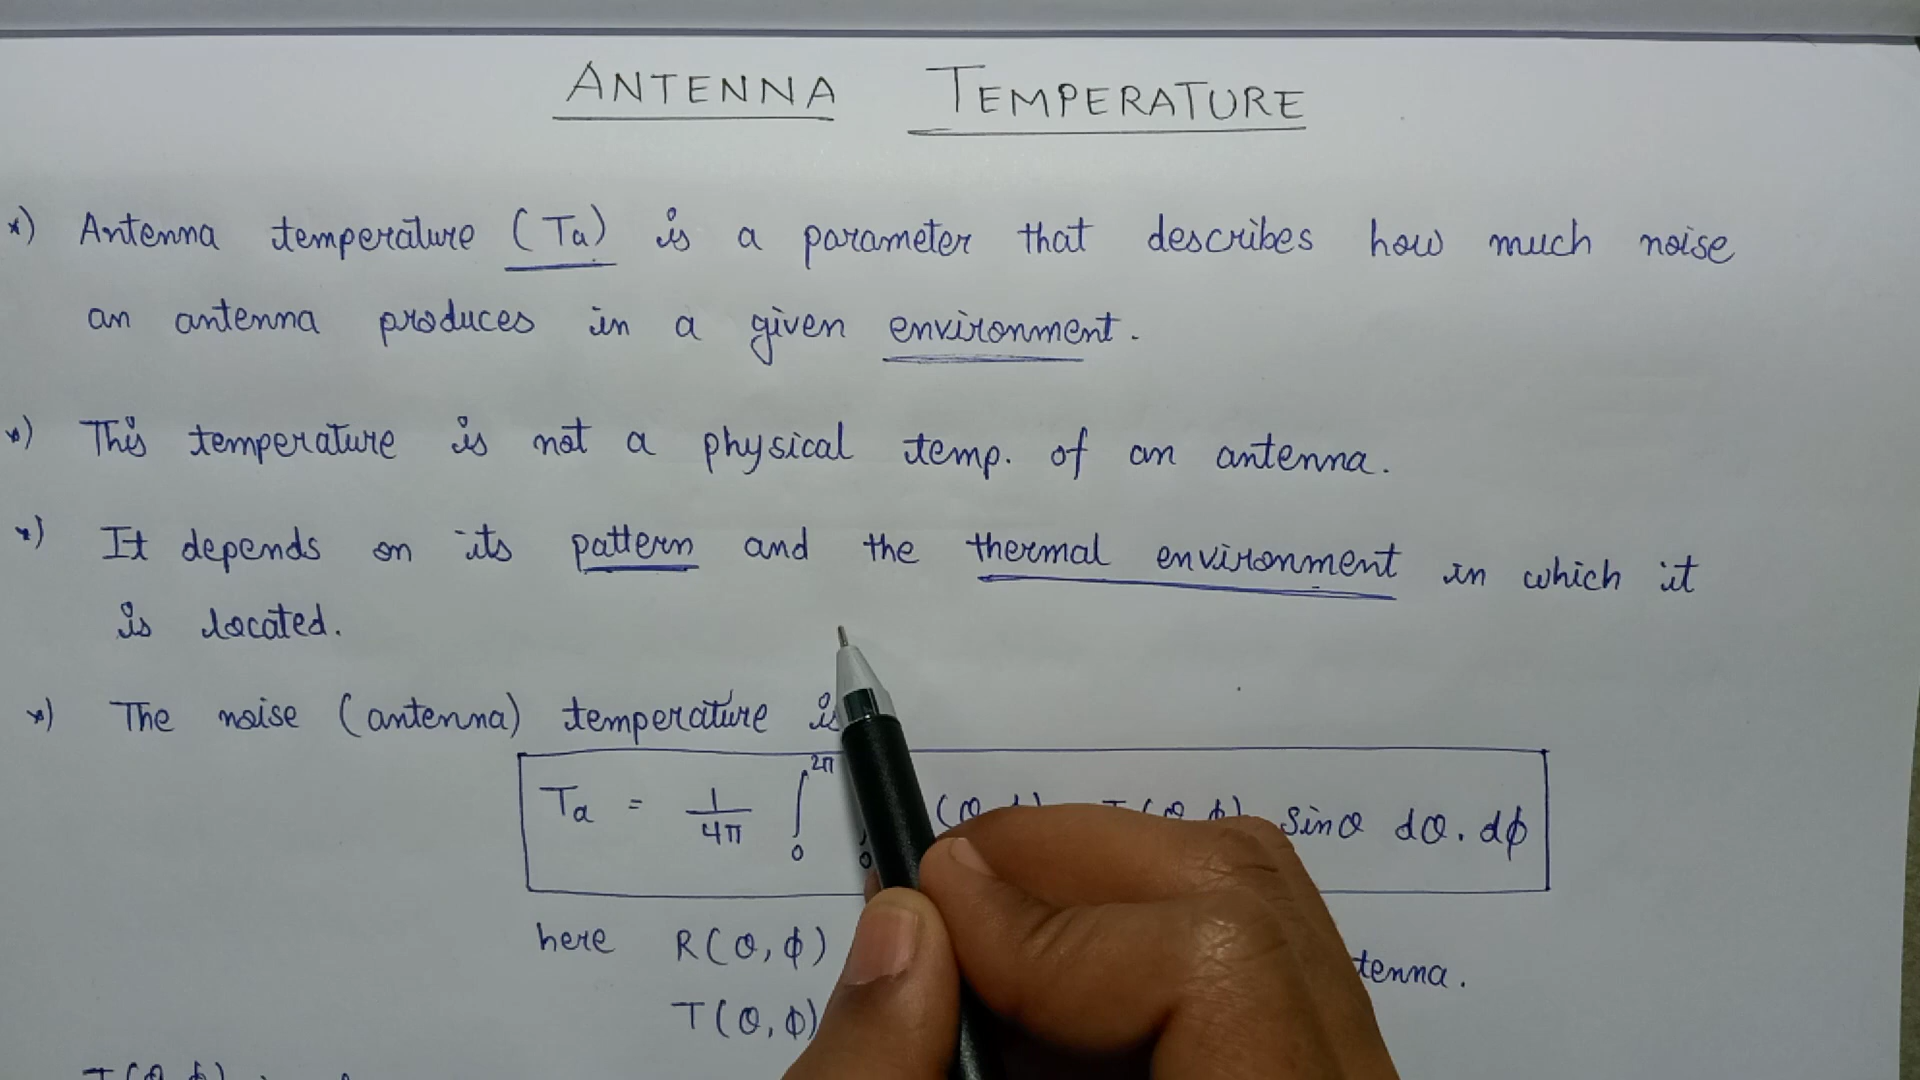 ANTENNA TEMPERATURE
*) Antenna temperature (Ta) is a parameter that describes how much noise
an antenna produces in a given environment.
*) This temperature is not a physical temp. of an antenna.
*) It depends on its pattern and the thermal environment in which it
is located.
*) The noise (antenna) temperature is
Ta = 1/4π ∫ 0 2π 0 (θ, ϕ) T(θ, ϕ) sinθ dθ. dϕ
here R(θ, ϕ) tenna.
T(θ, ϕ)
T(θ, ϕ)